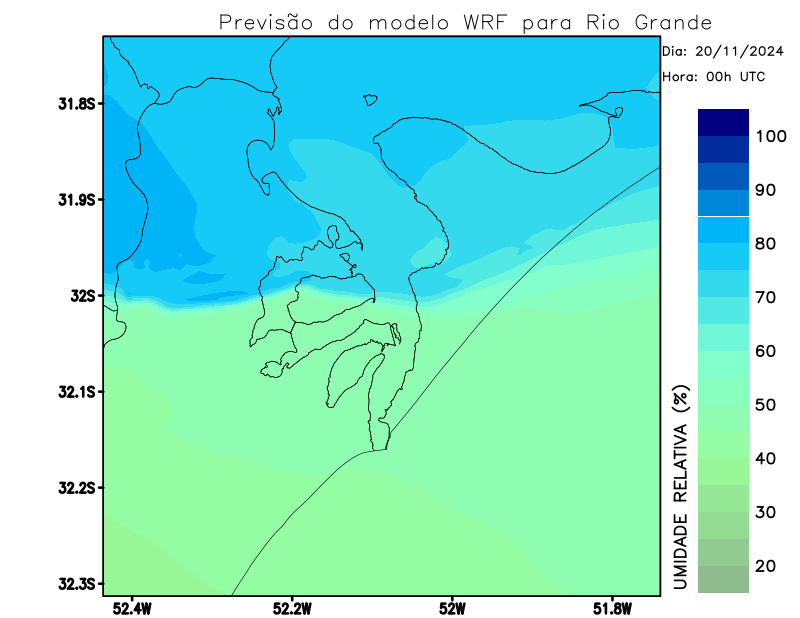 Previsão do modelo WRF para Rio Grande
Dia: 20/11/2024
Hora: 00h UTC
31.8S
31.9S
32S
32.1S
32.2S
32.3S
52.4W
52.2W
52W
51.8W
100
90
80
70
60
50
40
30
20
UMIDADE RELATIVA (%)